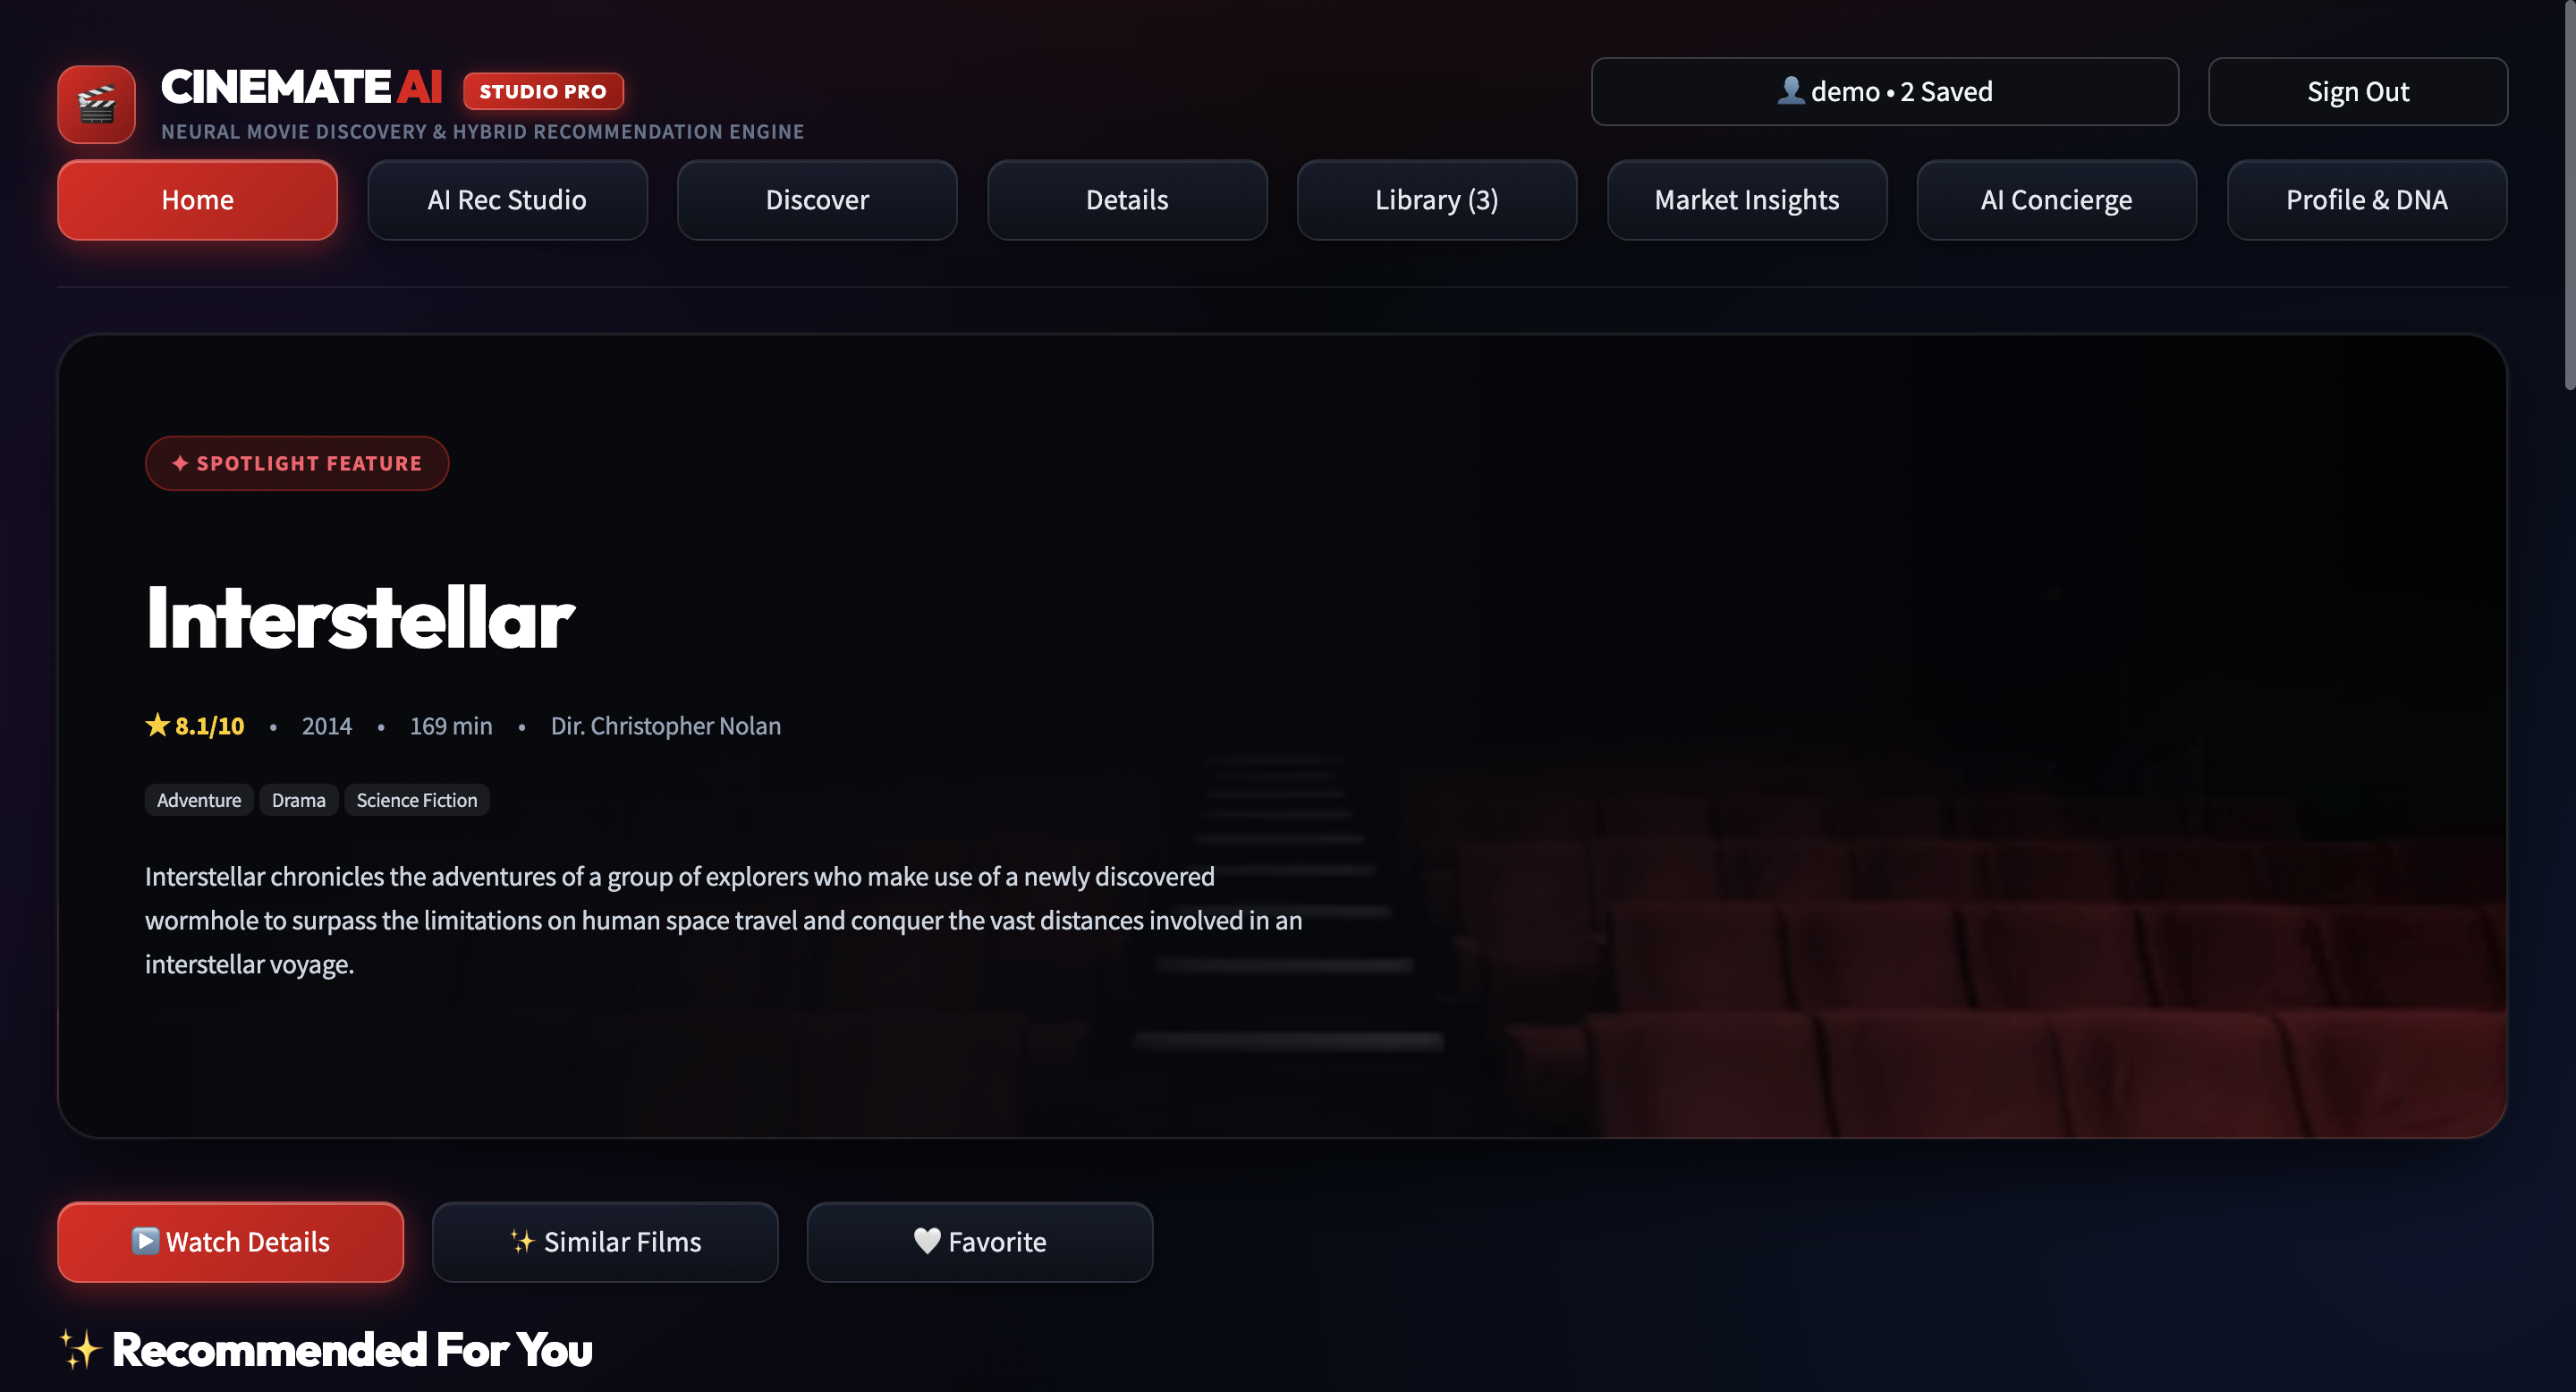 CINEMATE AI STUDIO PRO
NEURAL MOVIE DISCOVERY & HYBRID RECOMMENDATION ENGINE
👤 demo • 2 Saved
Sign Out
Home
AI Rec Studio
Discover
Details
Library (3)
Market Insights
AI Concierge
Profile & DNA
✦ SPOTLIGHT FEATURE
Interstellar
★ 8.1/10 • 2014 • 169 min • Dir. Christopher Nolan
Adventure Drama Science Fiction
Interstellar chronicles the adventures of a group of explorers who make use of a newly discovered
wormhole to surpass the limitations on human space travel and conquer the vast distances involved in an
interstellar voyage.
▶️ Watch Details
✨ Similar Films
🤍 Favorite
✨ Recommended For You